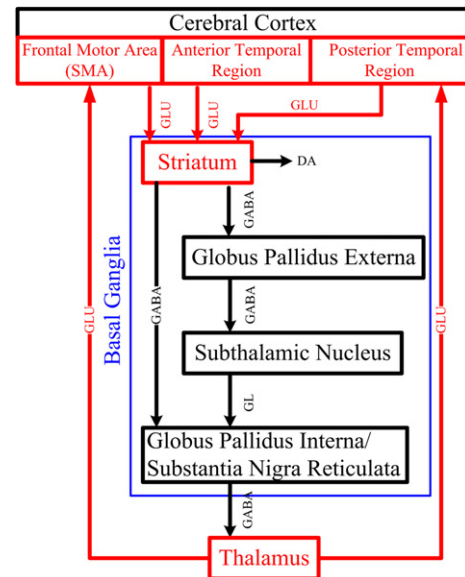 Cerebral Cortex
Frontal Motor Area
(SMA)
Anterior Temporal
Region
Posterior Temporal
Region
GLU
GLU
GLU
Striatum
DA
GABA
Globus Pallidus Externa
Basal Ganglia
GLU
GABA
GABA
GLU
Subthalamic Nucleus
GL
Globus Pallidus Interna/
Substantia Nigra Reticulata
GABA
Thalamus